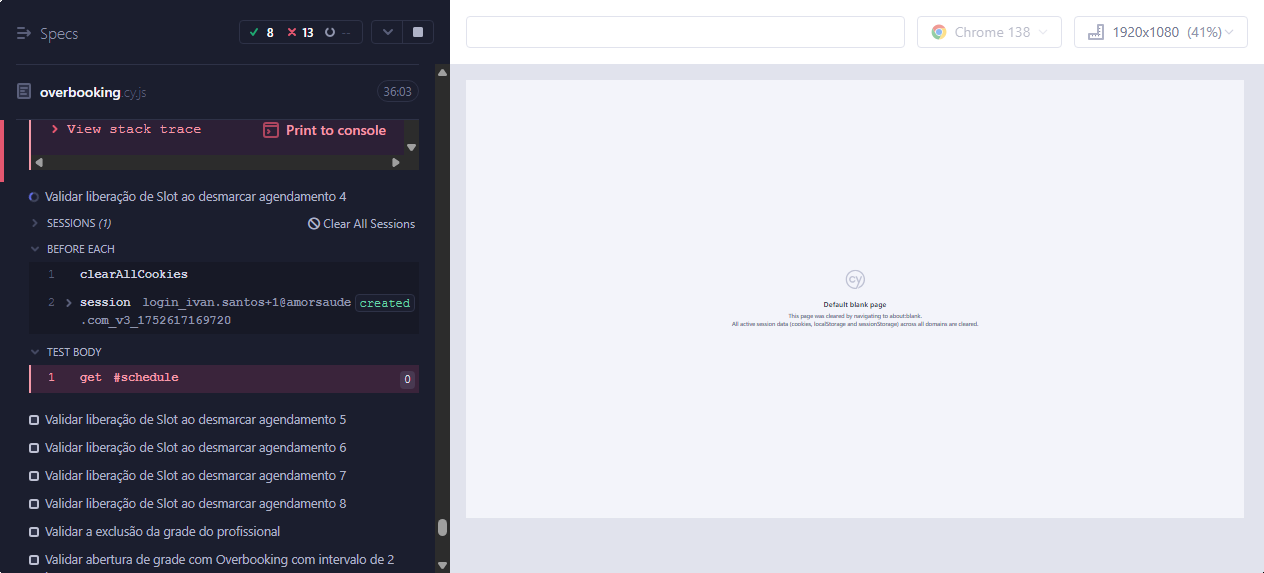 Specs
8 13 --
overbooking.cy.js
36:03
View stack trace
Print to console
Validar liberação de Slot ao desmarcar agendamento 4
SESSIONS (1)
Clear All Sessions
BEFORE EACH
1 clearAllCookies
2 session login_ivan.santos+1@amorsaude
.com_v3_1752617169720
created
TEST BODY
1 get #schedule 0
Validar liberação de Slot ao desmarcar agendamento 5
Validar liberação de Slot ao desmarcar agendamento 6
Validar liberação de Slot ao desmarcar agendamento 7
Validar liberação de Slot ao desmarcar agendamento 8
Validar a exclusão da grade do profissional
Validar abertura de grade com Overbooking com intervalo de 2
Chrome 138
1920x1080 (41%)
cy
Default blank page
This page was cleared by navigating to about:blank.
All active session data (cookies, localStorage and sessionStorage) across all domains are cleared.